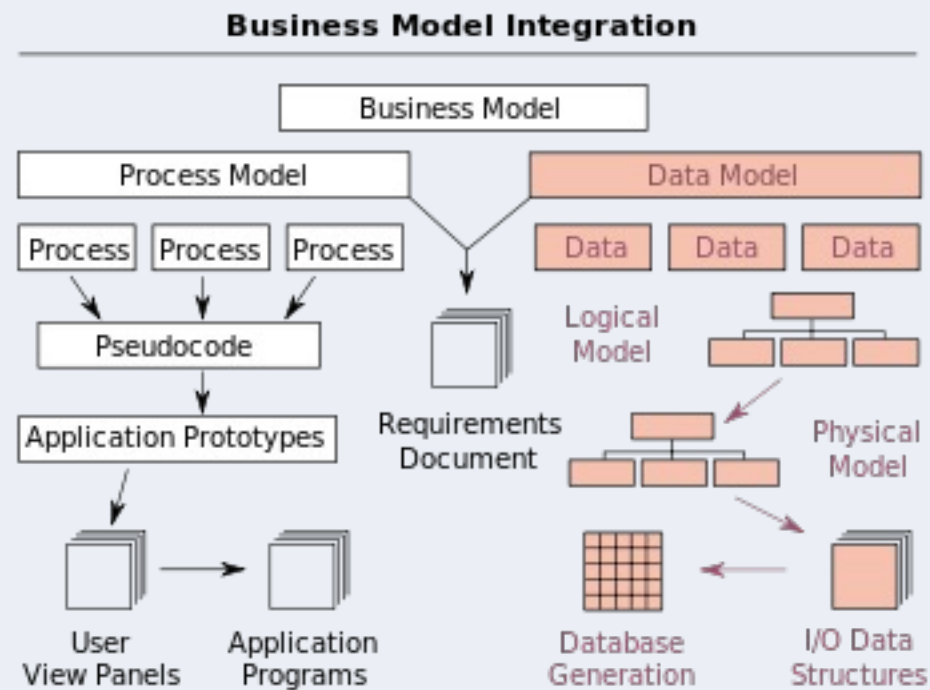 Business Model Integration
Business Model
Process Model
Data Model
Process
Process
Process
Data
Data
Data
Pseudocode
Logical
Model
Application Prototypes
Requirements
Document
Physical
Model
User
View Panels
Application
Programs
Database
Generation
I/O Data
Structures